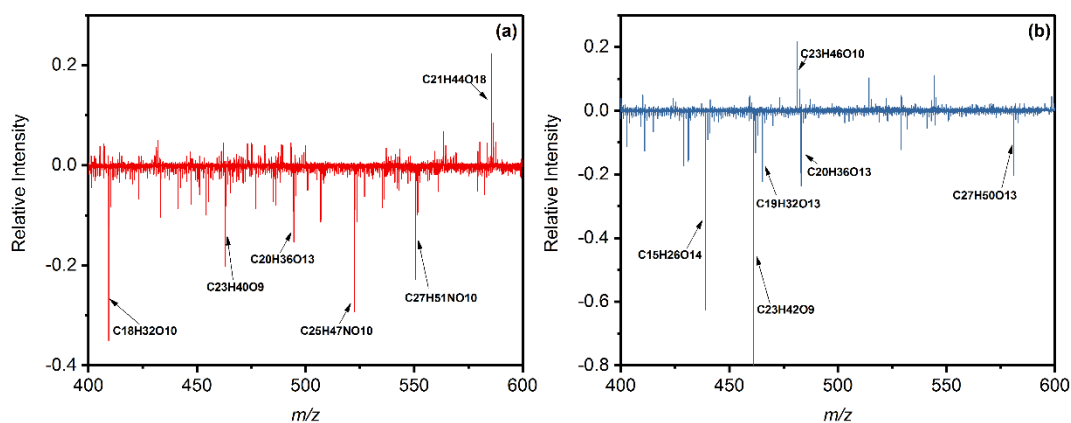 (a)
C21H44O18
0.2
0.0
-0.2
-0.4
Relative Intensity
C23H40O9
C20H36O13
C27H51NO10
C18H32O10
C25H47NO10
400
450
500
550
600
m/z
(b)
C23H46O10
0.2
0.0
-0.2
-0.4
-0.6
-0.8
Relative Intensity
C20H36O13
C27H50O13
C19H32O13
C15H26O14
C23H42O9
400
450
500
550
600
m/z